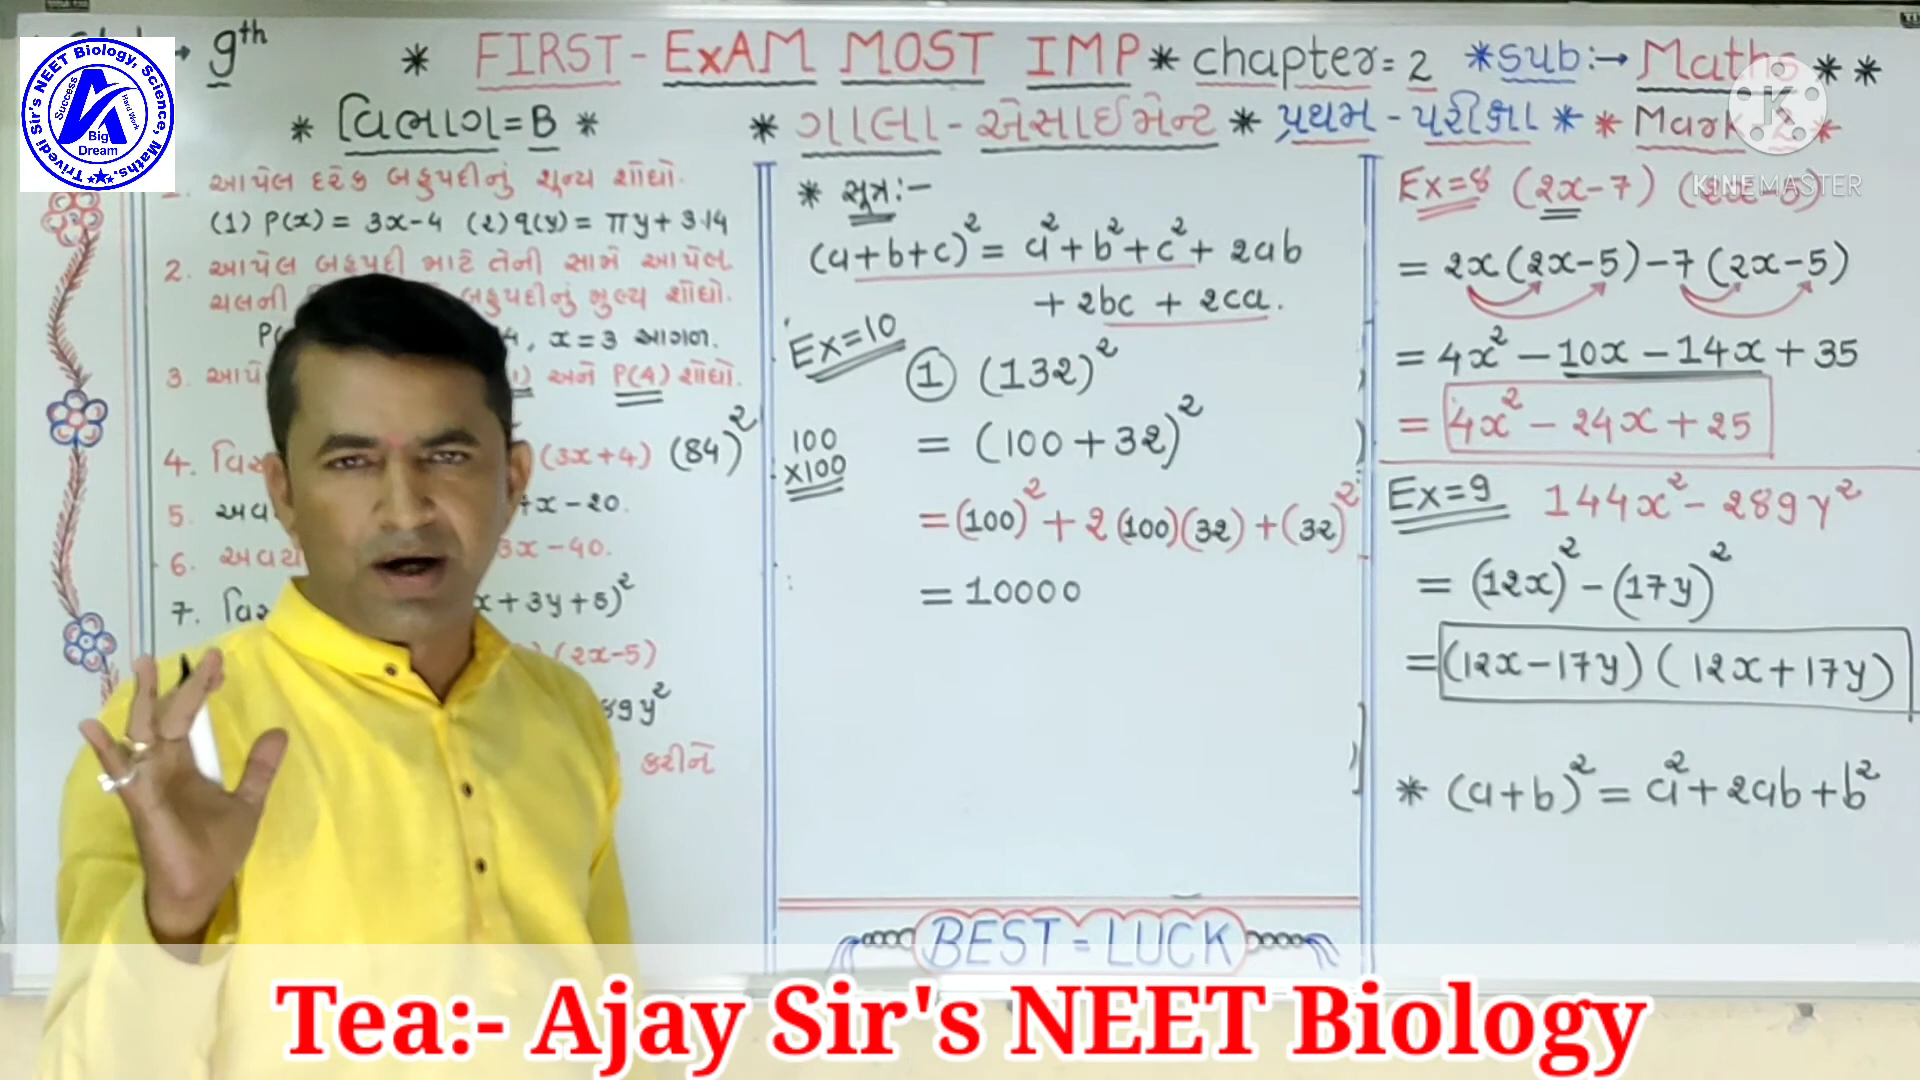 9th * FIRST - ExAM MOST IMP * chapter = 2 * Sub :→ Maths * *
* વિભાગ = B * * ગાલા - એસાઈમેન્ટ * પ્રથમ - પરીક્ષા * * Mark
Trivedi Sir's NEET Biology, Science, Maths.
Success
Hard Work
Big
Dream
K
KINEMASTER
1. આપેલ દરેક બહુપદીનું શૂન્ય શોધો.
(1) P(x) = 3x-4 (2) q(y) = πy + 3.14
2. આપેલ બહુપદી માટે તેની સામે આપેલ
ચલની બહુપદીનું મુલ્ય શોધો.
, x = 3 આગળ.
3. અને P(4) શોધો.
4. (3x+4) (84)²
5. x - 20.
6. 3x - 40.
7. x + 3y + 5)²
(2x-5)
89y²
કરીને
* સૂત્ર :-
(a+b+c)² = a² + b² + c² + 2ab
+ 2bc + 2ca.
Ex=10
① (132)²
= (100 + 32)²
100
×100
= (100)² + 2 (100)(32) + (32)²
= 10000
BEST = LUCK
Ex=8 (2x-7) (2x-5)
= 2x(2x-5) - 7 (2x-5)
= 4x² - 10x - 14x + 35
= 4x² - 24x + 25
Ex=9 144x² - 289y²
= (12x)² - (17y)²
= (12x-17y) (12x+17y)
* (a+b)² = a² + 2ab + b²
Tea:- Ajay Sir's NEET Biology